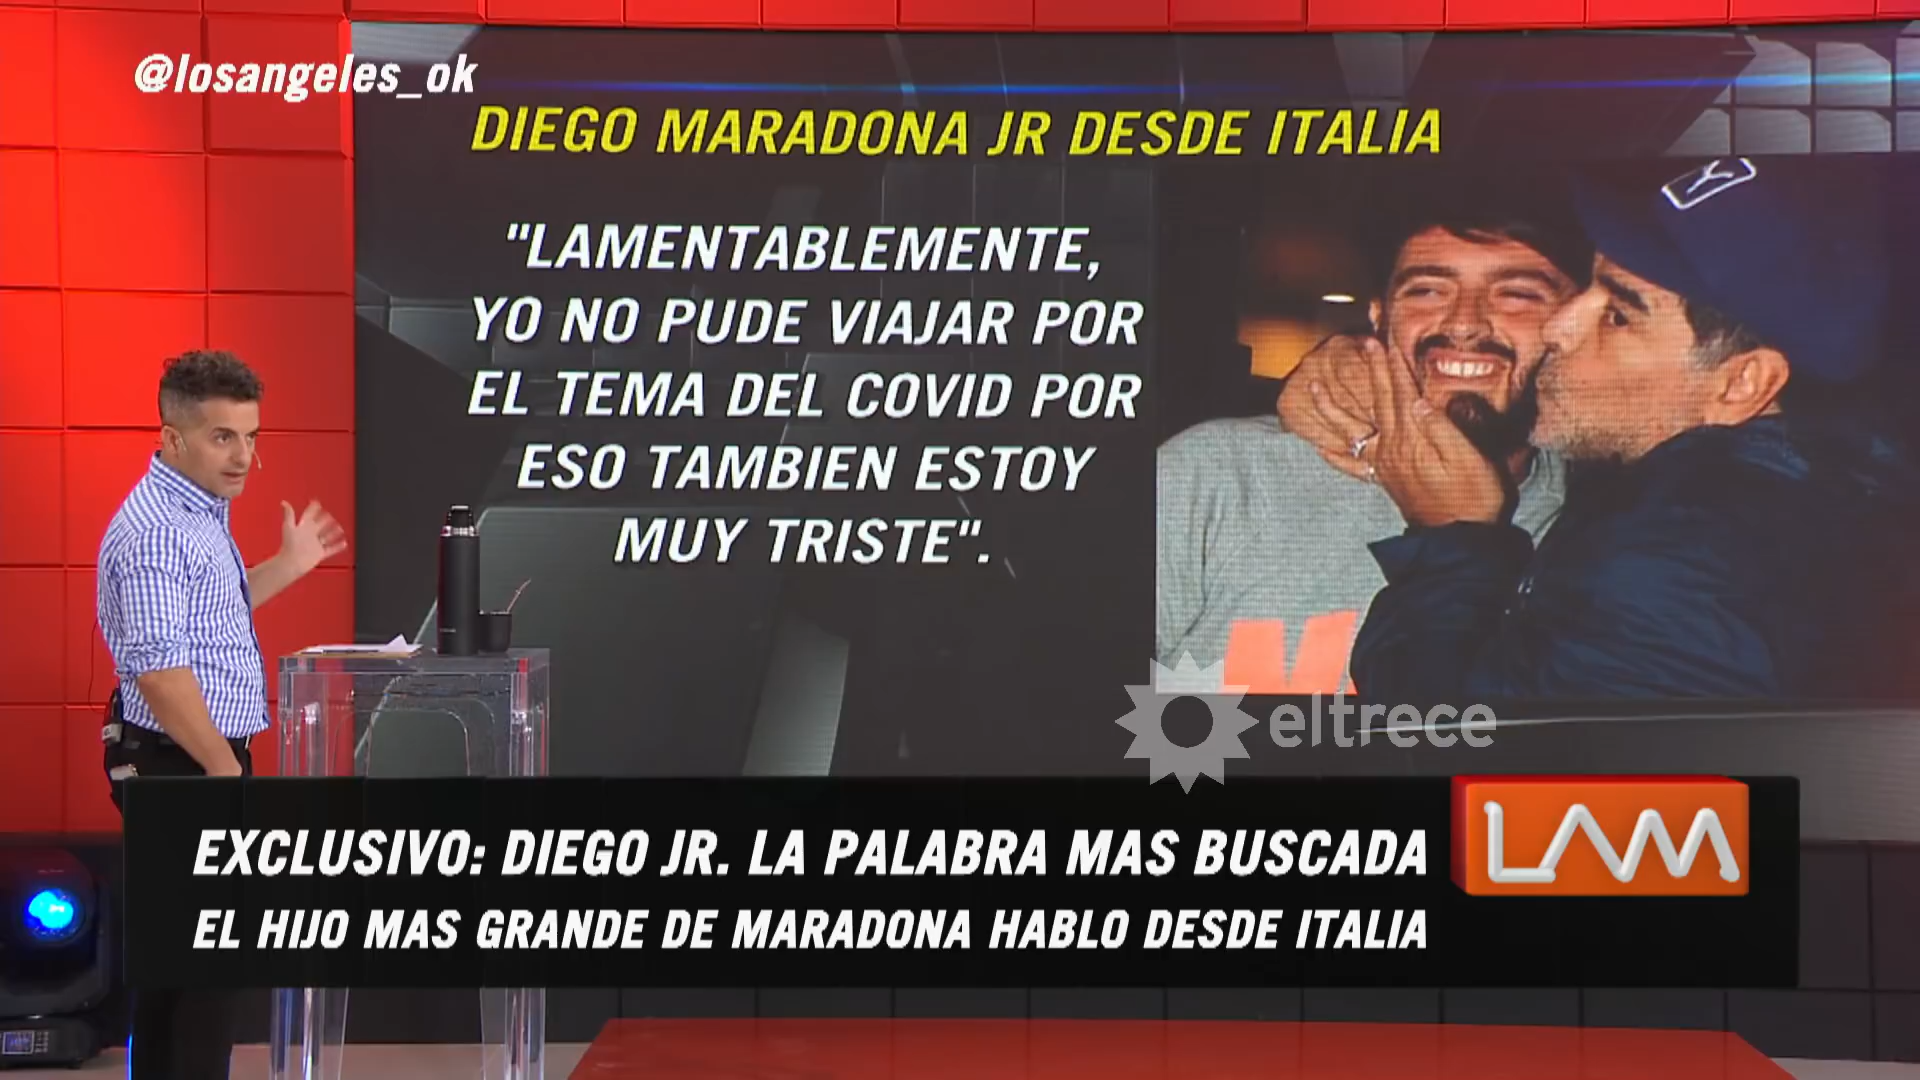 @losangeles_ok
DIEGO MARADONA JR DESDE ITALIA
"LAMENTABLEMENTE,
YO NO PUDE VIAJAR POR
EL TEMA DEL COVID POR
ESO TAMBIEN ESTOY
MUY TRISTE".
eltrece
LAM
EXCLUSIVO: DIEGO JR. LA PALABRA MAS BUSCADA
EL HIJO MAS GRANDE DE MARADONA HABLO DESDE ITALIA